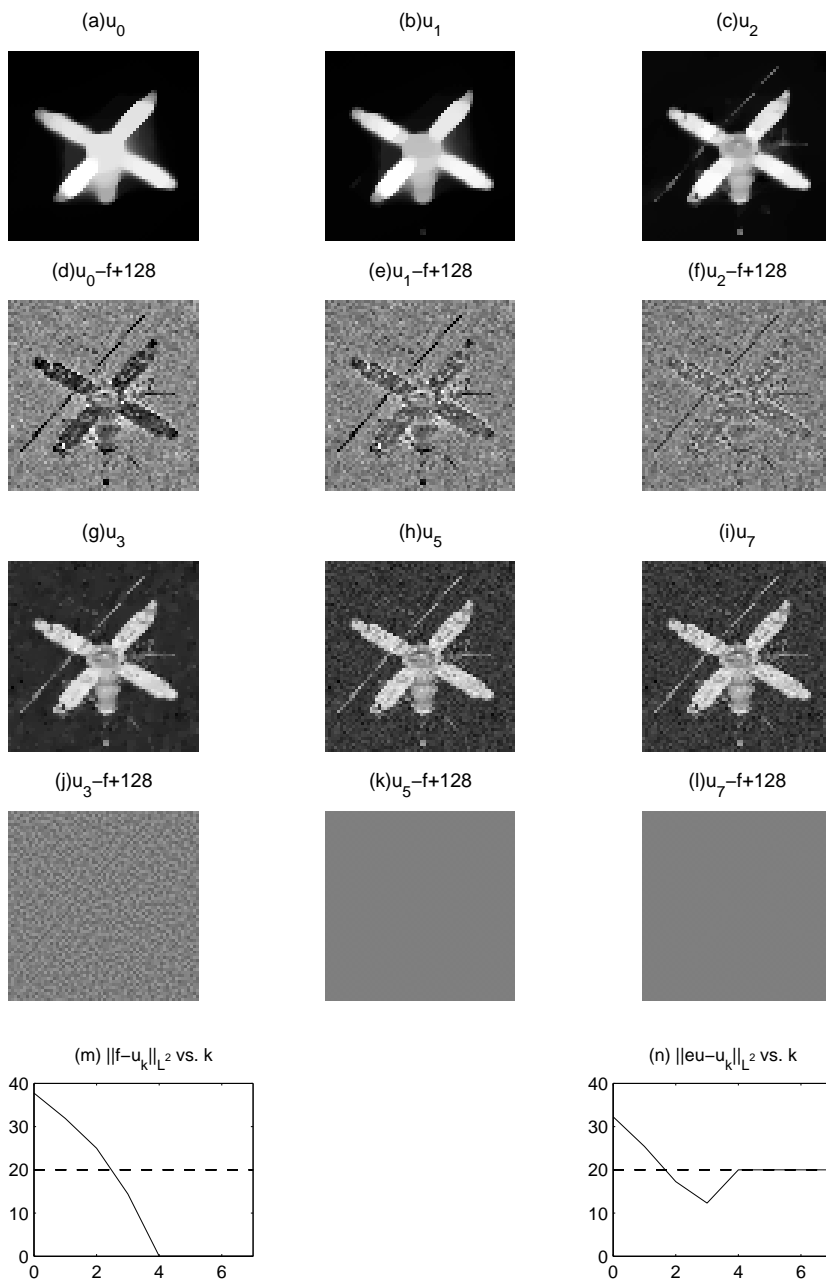 (a)u₀ (b)u₁ (c)u₂
(d)u₀−f+128 (e)u₁−f+128 (f)u₂−f+128
(g)u₃ (h)u₅ (i)u₇
(j)u₃−f+128 (k)u₅−f+128 (l)u₇−f+128
(m) ||f−uₖ||_L² vs. k
40
30
20
10
0
0 2 4 6
(n) ||eu−uₖ||_L² vs. k
40
30
20
10
0
0 2 4 6